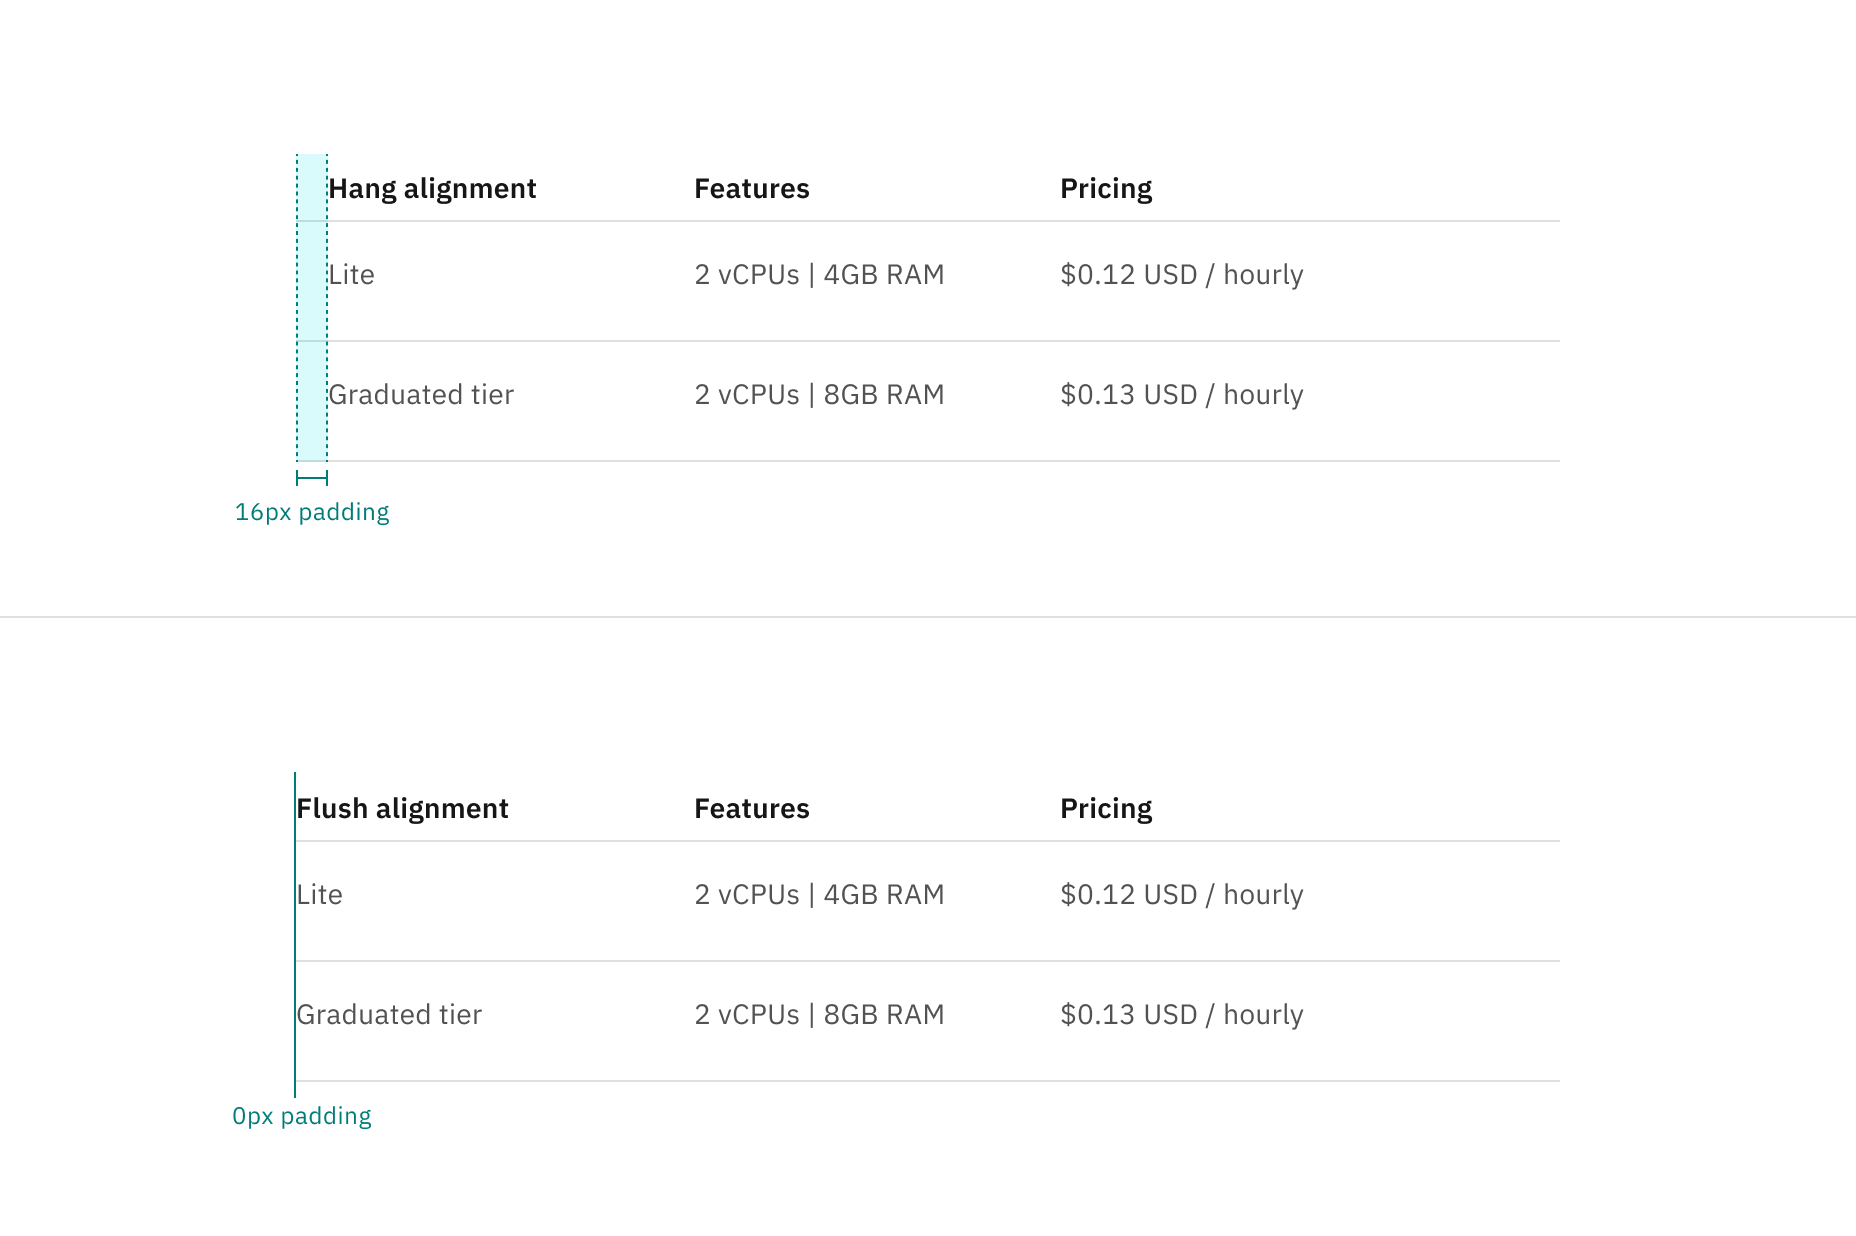 Hang alignment Features Pricing
Lite 2 vCPUs | 4GB RAM $0.12 USD / hourly
Graduated tier 2 vCPUs | 8GB RAM $0.13 USD / hourly
16px padding
Flush alignment Features Pricing
Lite 2 vCPUs | 4GB RAM $0.12 USD / hourly
Graduated tier 2 vCPUs | 8GB RAM $0.13 USD / hourly
0px padding